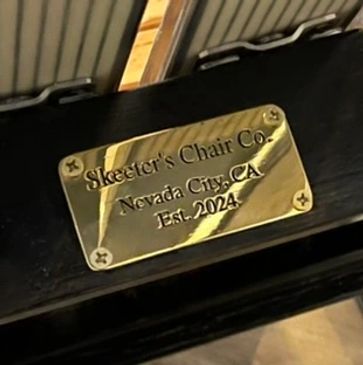 Skeeter's Chair Co.
Nevada City, CA
Est. 2024